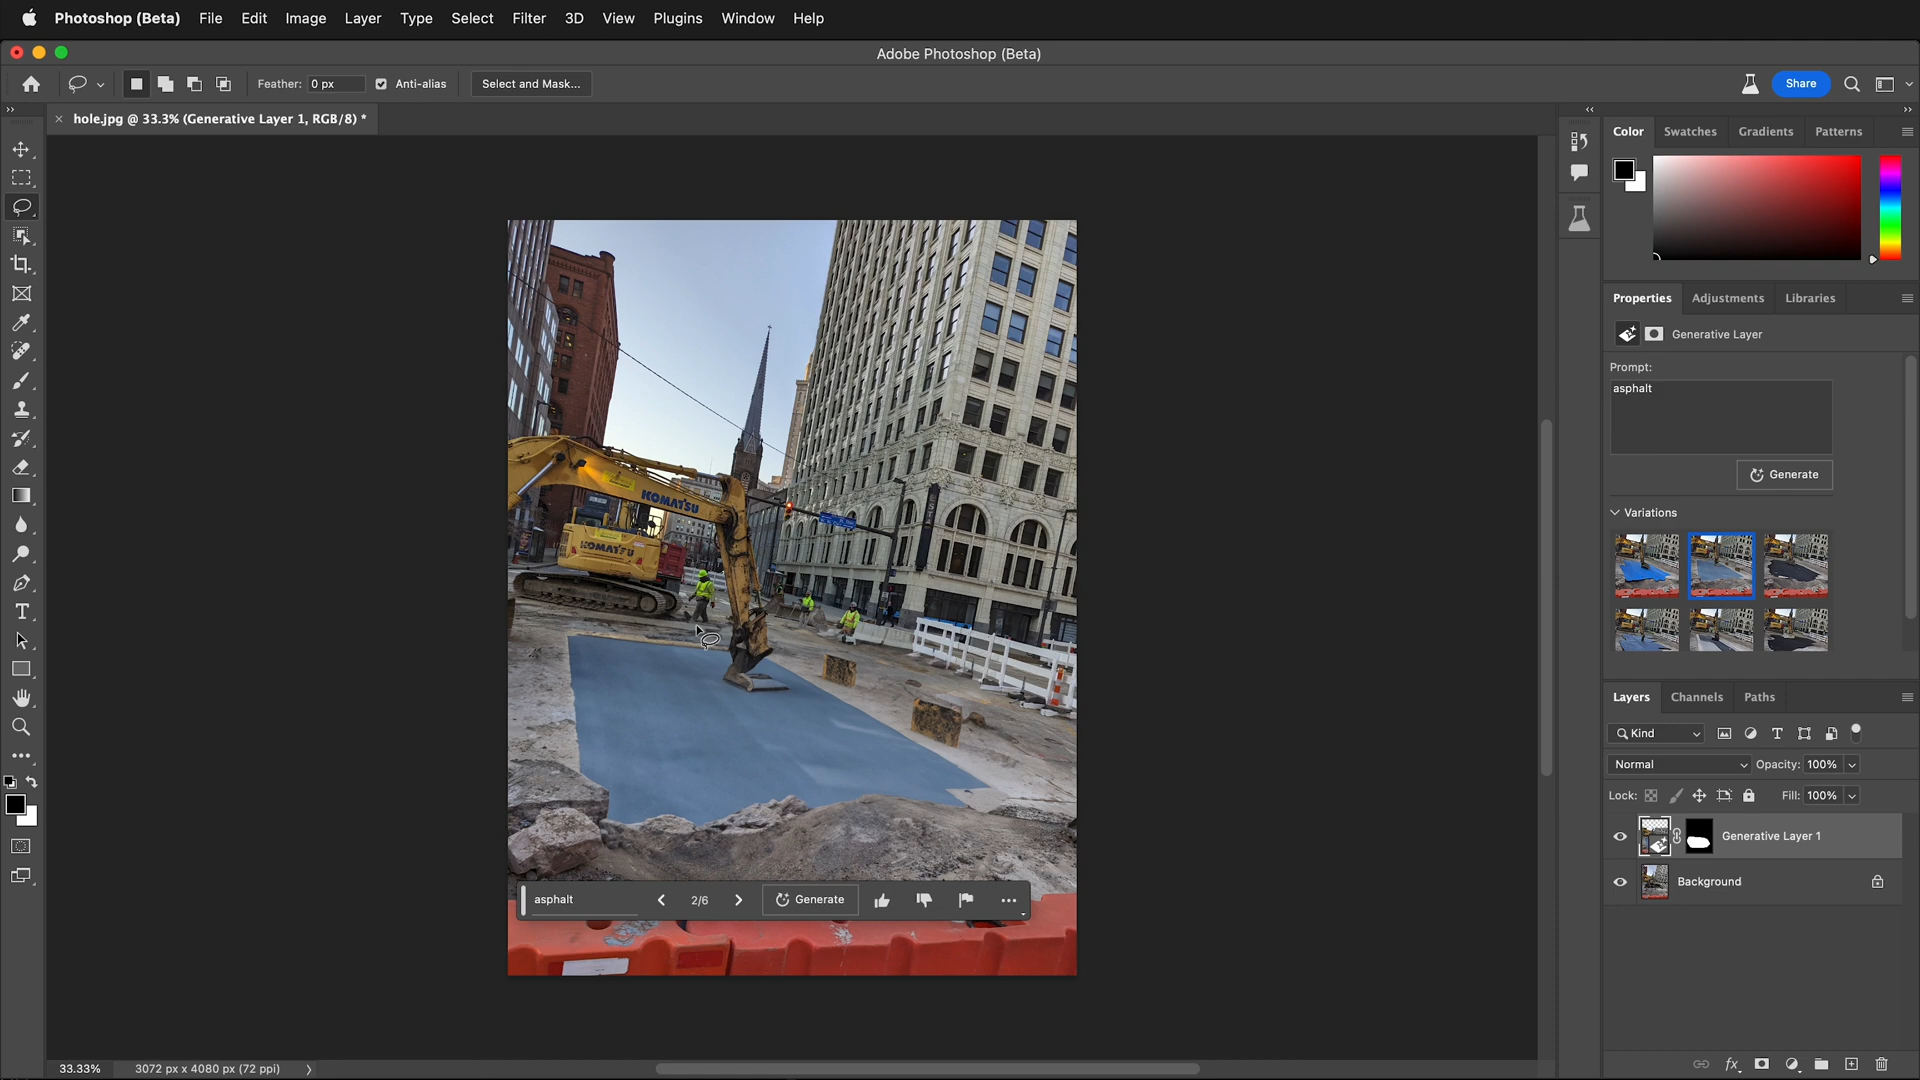 Photoshop (Beta) File Edit Image Layer Type Select Filter 3D View Plugins Window Help
Adobe Photoshop (Beta)
Feather: 0 px Anti-alias Select and Mask... Share
hole.jpg @ 33.3% (Generative Layer 1, RGB/8) *
Color Swatches Gradients Patterns
Properties Adjustments Libraries
Generative Layer
Prompt:
asphalt
Generate
Variations
KOMATSU
KOMATSU
Layers Channels Paths
Kind
Normal Opacity: 100%
Lock: Fill: 100%
Generative Layer 1
Background
asphalt 2/6 Generate
33.33% 3072 px x 4080 px (72 ppi)